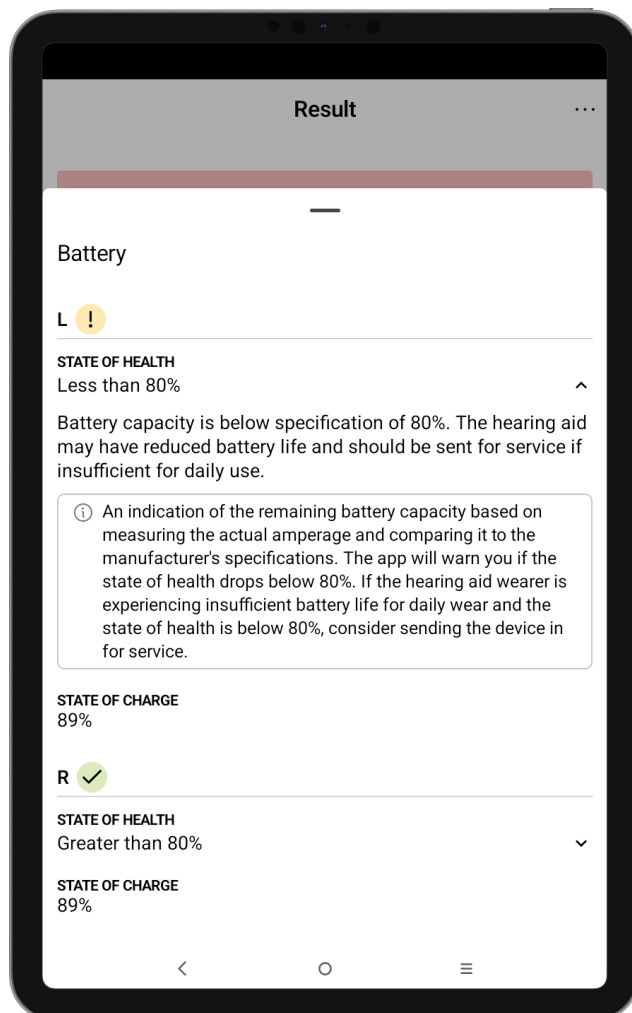 Result
Battery
L
STATE OF HEALTH
Less than 80%
Battery capacity is below specification of 80%. The hearing aid
may have reduced battery life and should be sent for service if
insufficient for daily use.
An indication of the remaining battery capacity based on
measuring the actual amperage and comparing it to the
manufacturer's specifications. The app will warn you if the
state of health drops below 80%. If the hearing aid wearer is
experiencing insufficient battery life for daily wear and the
state of health is below 80%, consider sending the device in
for service.
STATE OF CHARGE
89%
R
STATE OF HEALTH
Greater than 80%
STATE OF CHARGE
89%